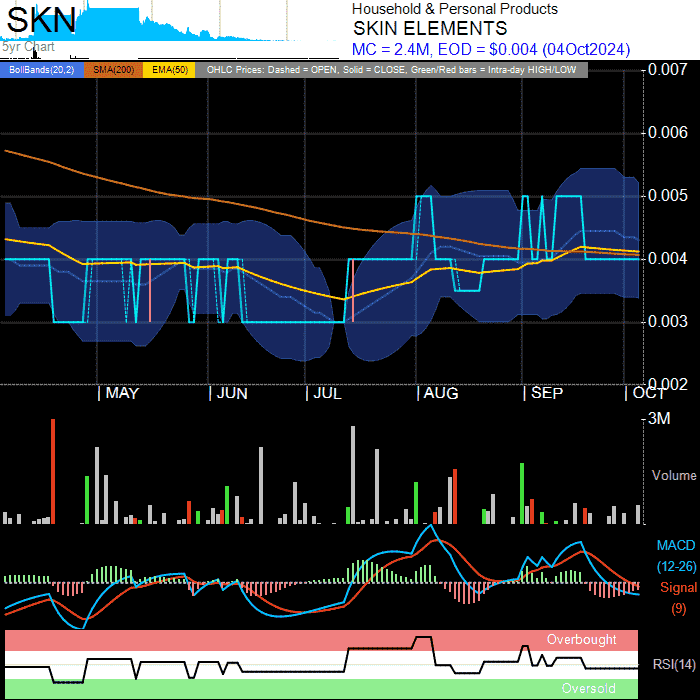 SKN
5yr Chart
Household & Personal Products
SKIN ELEMENTS
MC = 2.4M, EOD = $0.004 (04Oct2024)
BollBands(20,2) SMA(200) EMA(50) OHLC Prices: Dashed = OPEN, Solid = CLOSE, Green/Red bars = Intra-day HIGH/LOW
0.007
0.006
0.005
0.004
0.003
0.002
MAY JUN JUL AUG SEP OCT
3M
Volume
MACD
(12-26)
Signal
(9)
Overbought
RSI(14)
Oversold